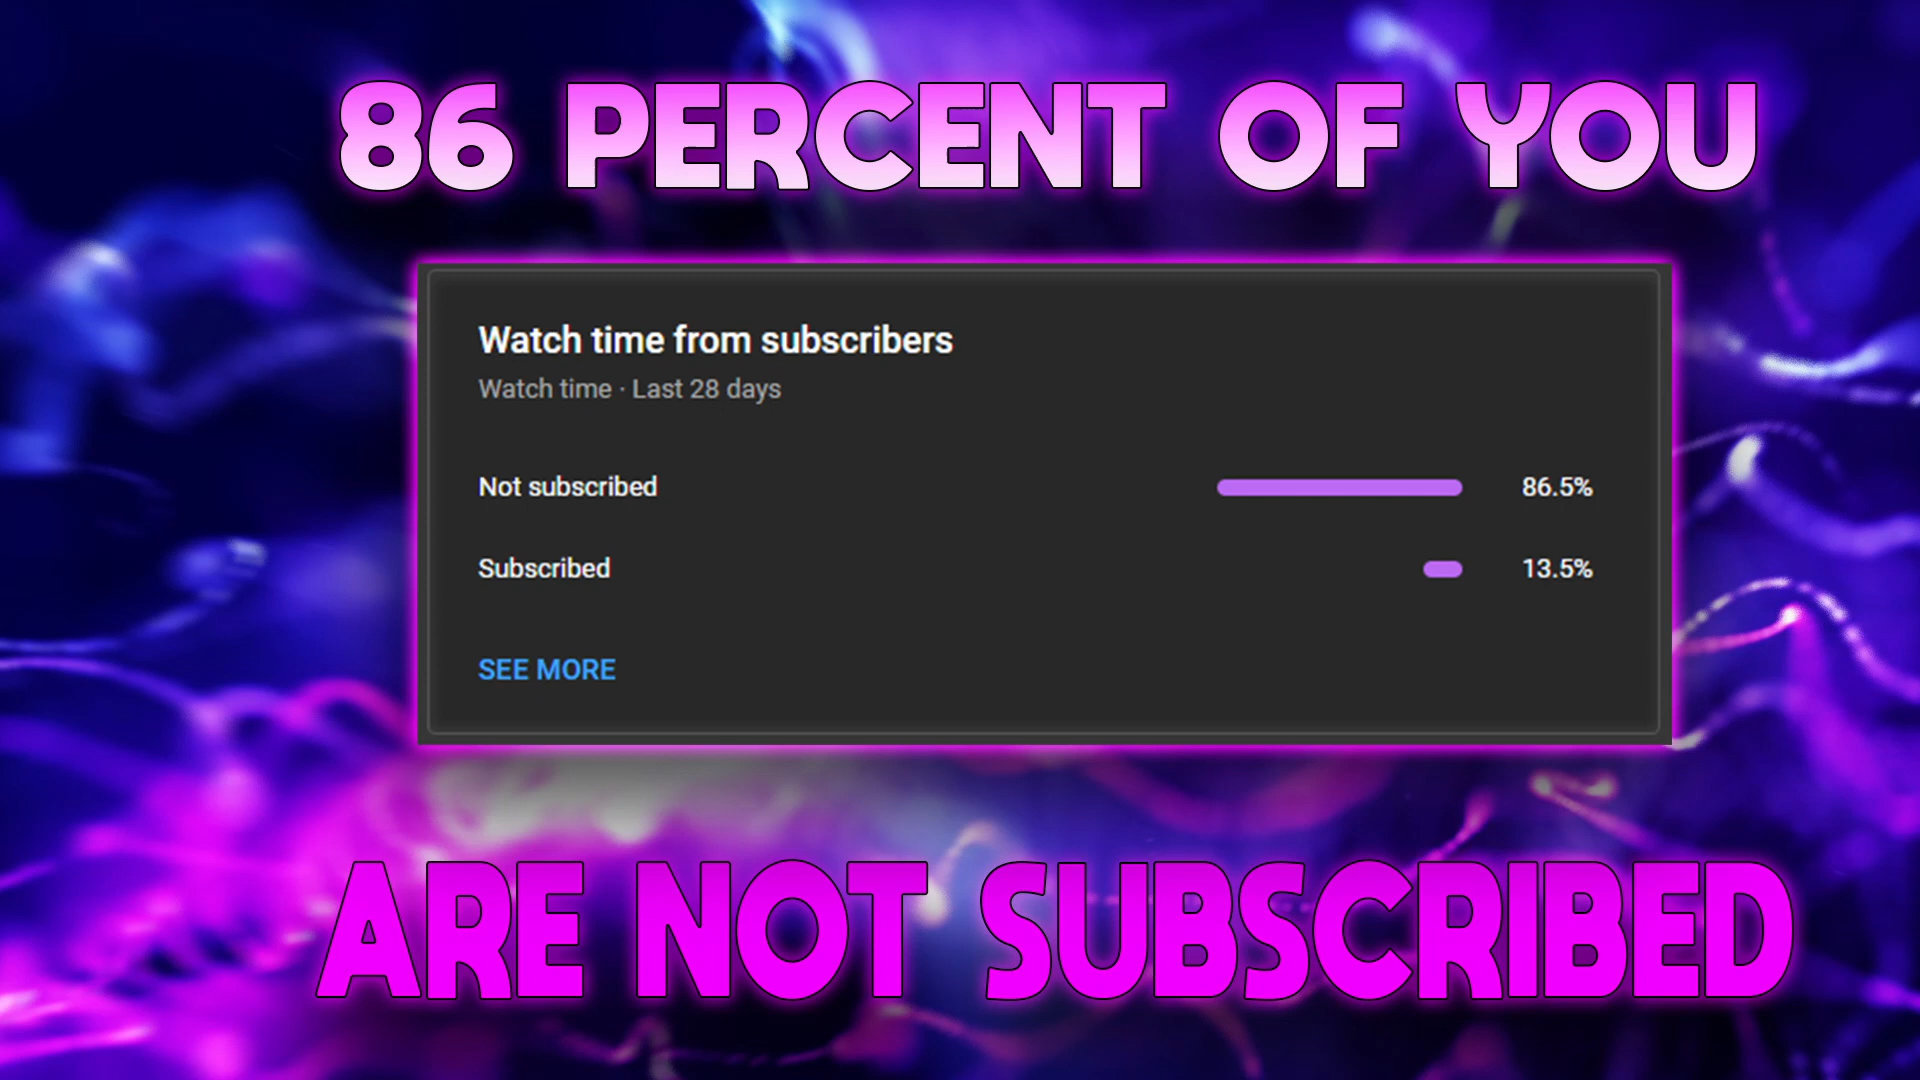 86 PERCENT OF YOU
Watch time from subscribers
Watch time · Last 28 days
Not subscribed 86.5%
Subscribed 13.5%
SEE MORE
ARE NOT SUBSCRIBED